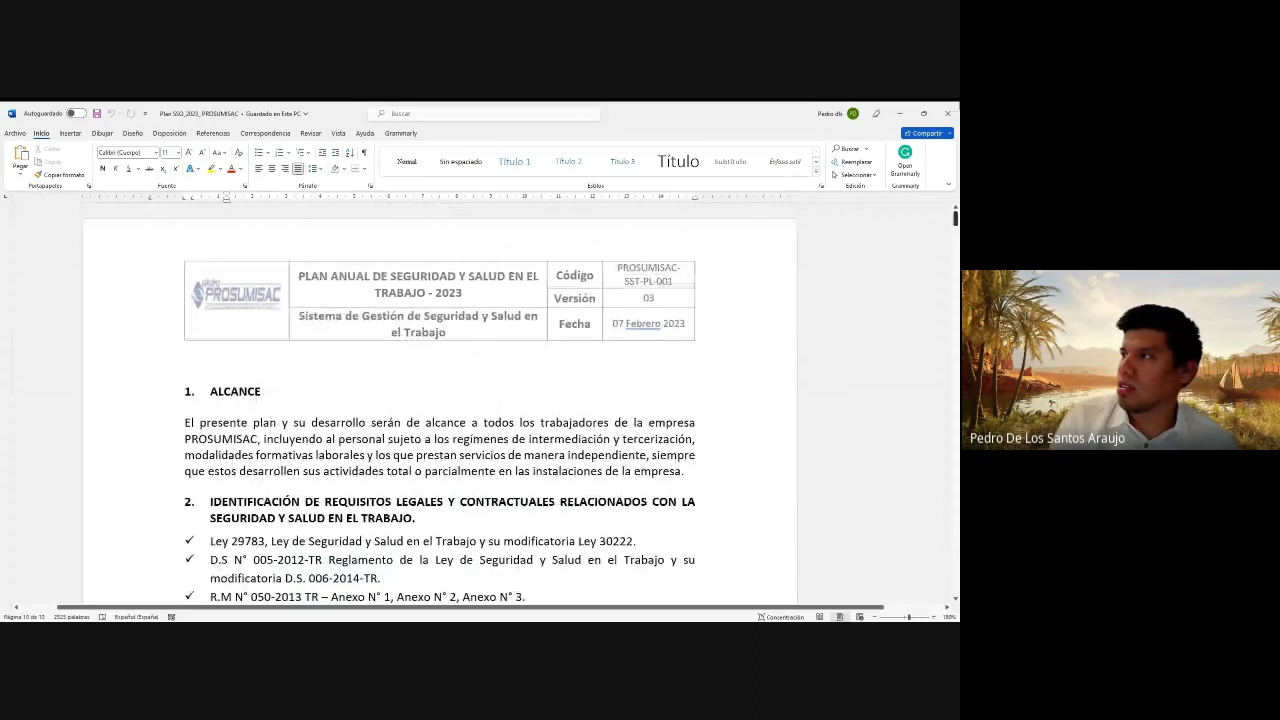 Autoguardado
Plan SSO_2023_PROSUMISAC • Guardado en Este PC
Buscar
Pedro dls
Archivo Inicio Insertar Dibujar Diseño Disposición Referencias Correspondencia Revisar Vista Ayuda Grammarly
Compartir
Pegar
Cortar
Copiar
Copiar formato
Portapapeles
Calibri (Cuerpo) 11
N K S
Fuente
Párrafo
Normal Sin espaciado Título 1 Título 2 Título 3 Título Subtítulo Énfasis sutil
Estilos
Buscar
Reemplazar
Seleccionar
Edición
Open
Grammarly
Grammarly
GRUPO
PROSUMISAC
PLAN ANUAL DE SEGURIDAD Y SALUD EN EL
TRABAJO - 2023
Sistema de Gestión de Seguridad y Salud en
el Trabajo
Código
PROSUMISAC-
SST-PL-001
Versión 03
Fecha 07 Febrero 2023
1. ALCANCE
El presente plan y su desarrollo serán de alcance a todos los trabajadores de la empresa
PROSUMISAC, incluyendo al personal sujeto a los regímenes de intermediación y tercerización,
modalidades formativas laborales y los que prestan servicios de manera independiente, siempre
que estos desarrollen sus actividades total o parcialmente en las instalaciones de la empresa.
2. IDENTIFICACIÓN DE REQUISITOS LEGALES Y CONTRACTUALES RELACIONADOS CON LA
SEGURIDAD Y SALUD EN EL TRABAJO.
✓ Ley 29783, Ley de Seguridad y Salud en el Trabajo y su modificatoria Ley 30222.
✓ D.S N° 005-2012-TR Reglamento de la Ley de Seguridad y Salud en el Trabajo y su
modificatoria D.S. 006-2014-TR.
✓ R.M N° 050-2013 TR – Anexo N° 1, Anexo N° 2, Anexo N° 3.
Página 10 de 10 2525 palabras Español (España)
Concentración
190%
Pedro De Los Santos Araujo